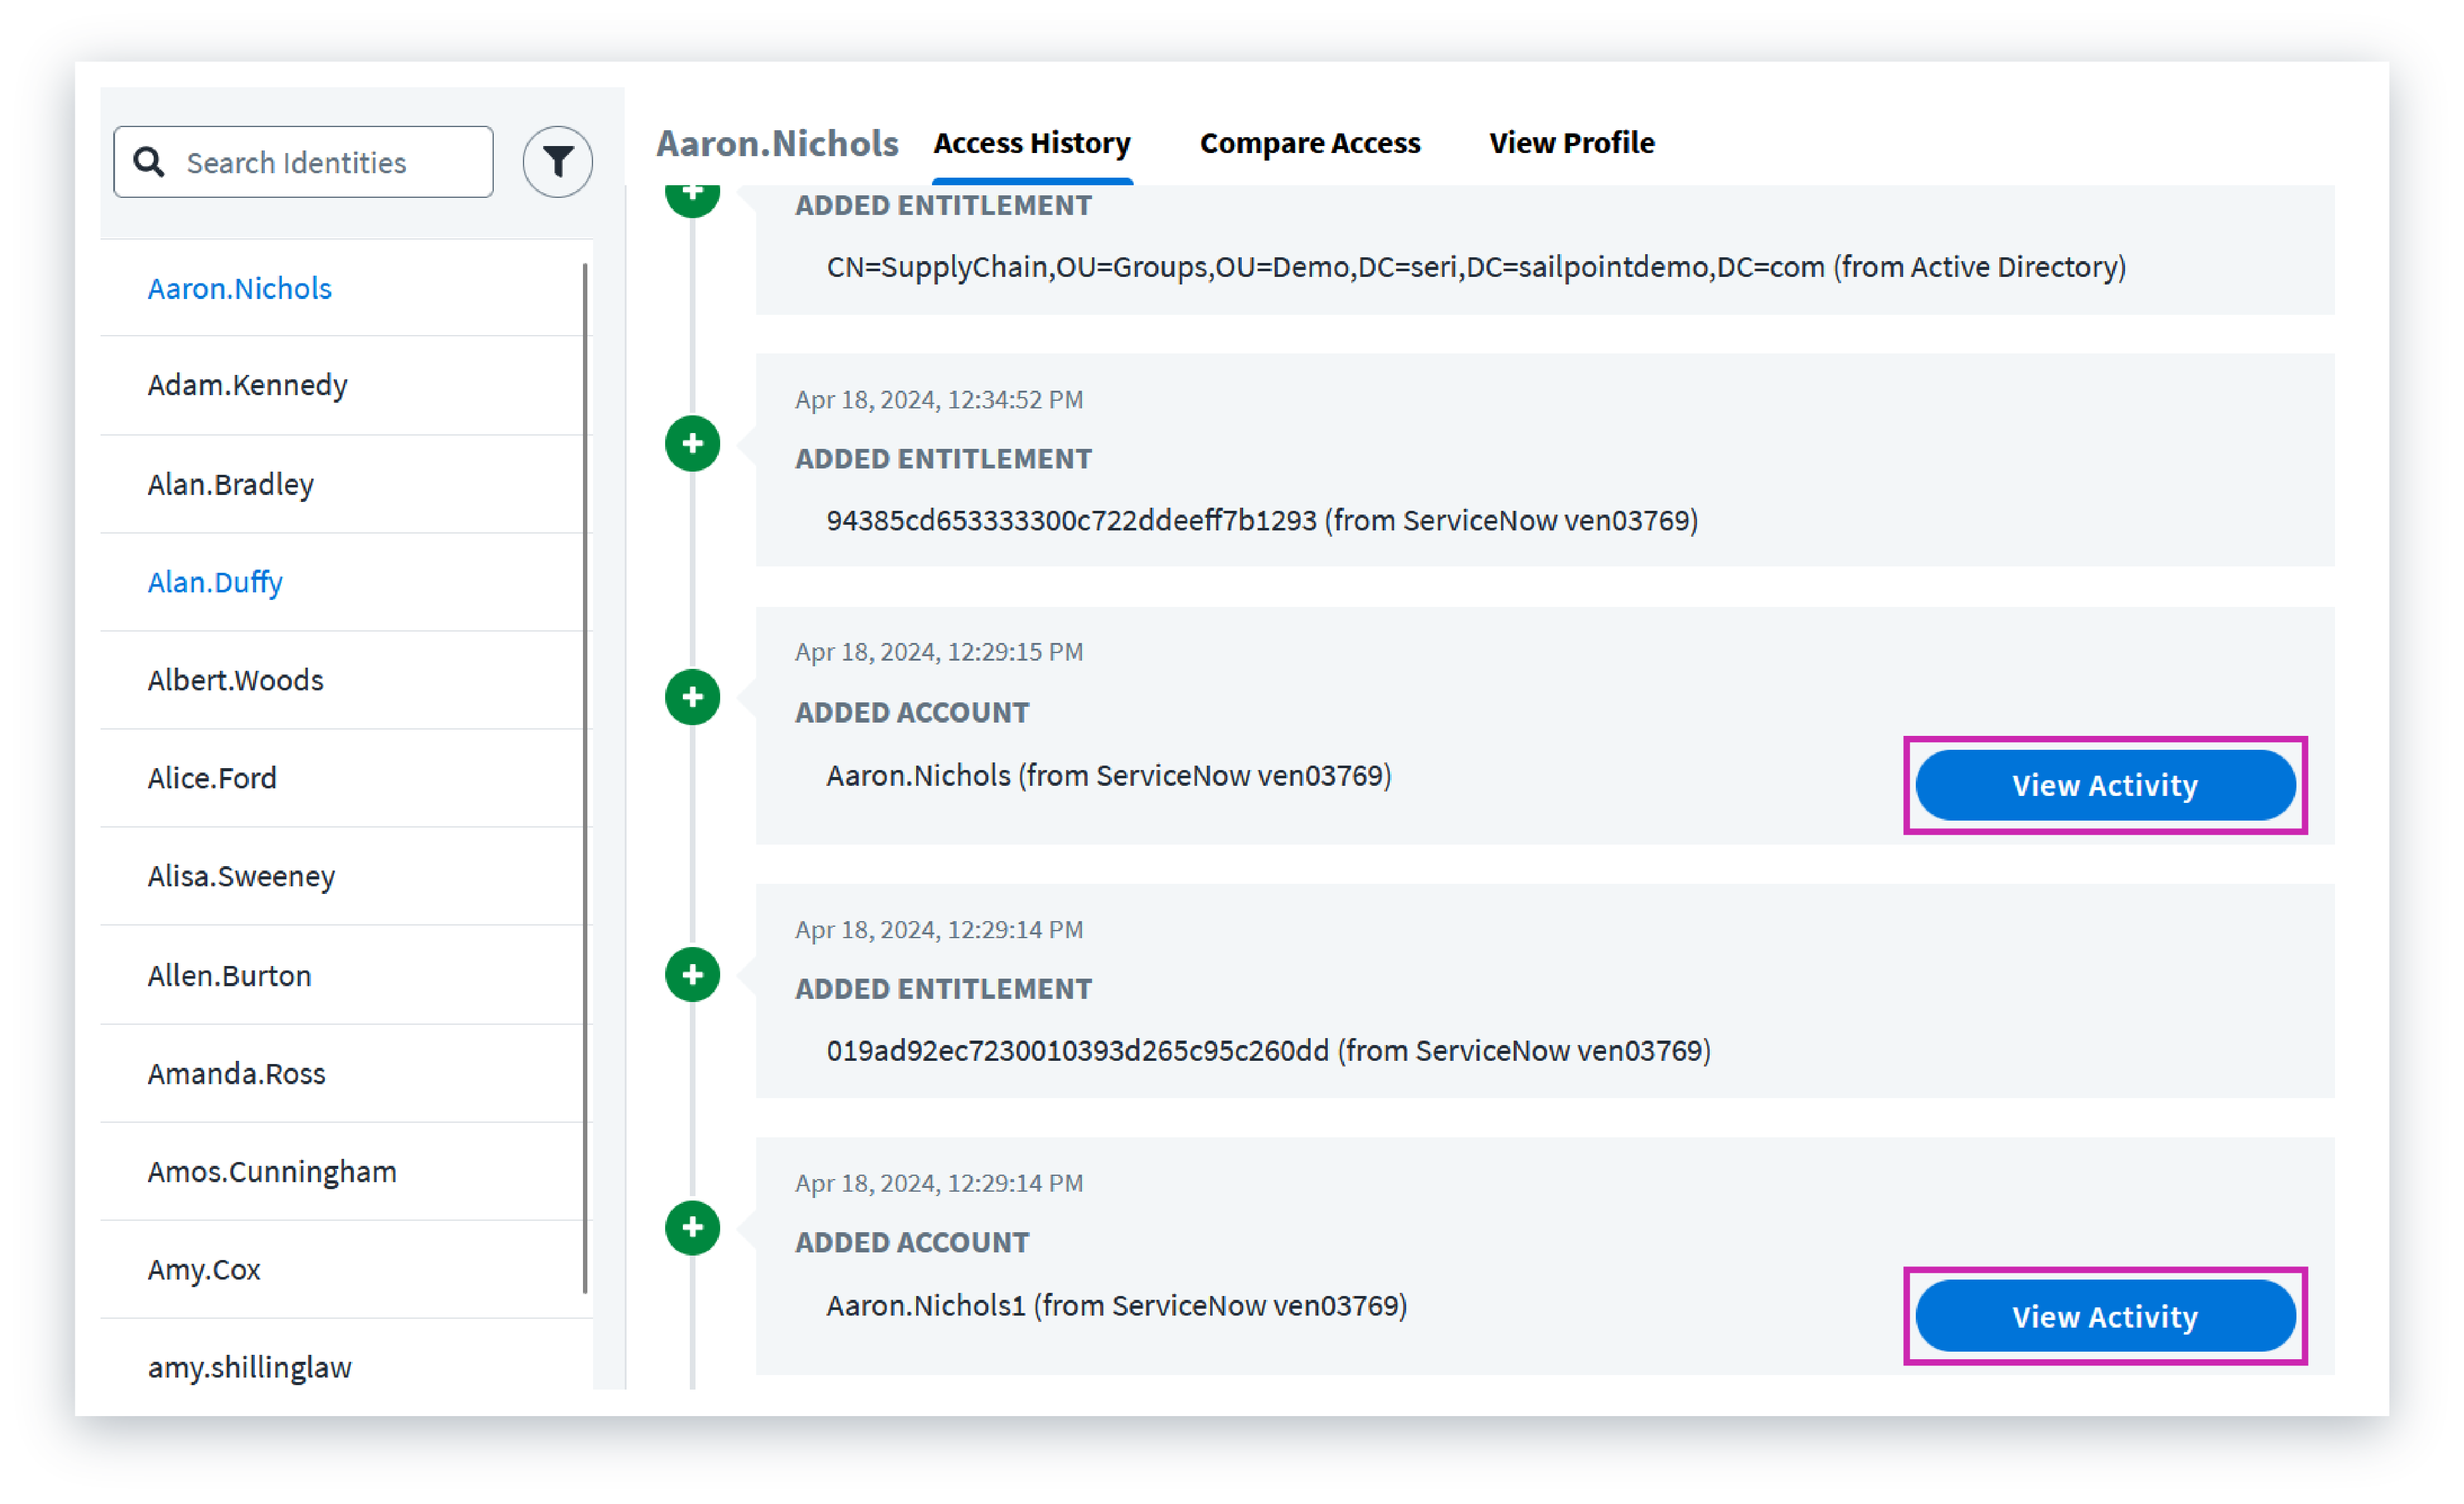 Search Identities
Aaron.Nichols
Adam.Kennedy
Alan.Bradley
Alan.Duffy
Albert.Woods
Alice.Ford
Alisa.Sweeney
Allen.Burton
Amanda.Ross
Amos.Cunningham
Amy.Cox
amy.shillinglaw
Aaron.Nichols Access History Compare Access View Profile
ADDED ENTITLEMENT
CN=SupplyChain,OU=Groups,OU=Demo,DC=seri,DC=sailpointdemo,DC=com (from Active Directory)
Apr 18, 2024, 12:34:52 PM
ADDED ENTITLEMENT
94385cd653333300c722ddeeff7b1293 (from ServiceNow ven03769)
Apr 18, 2024, 12:29:15 PM
ADDED ACCOUNT
Aaron.Nichols (from ServiceNow ven03769)
View Activity
Apr 18, 2024, 12:29:14 PM
ADDED ENTITLEMENT
019ad92ec7230010393d265c95c260dd (from ServiceNow ven03769)
Apr 18, 2024, 12:29:14 PM
ADDED ACCOUNT
Aaron.Nichols1 (from ServiceNow ven03769)
View Activity